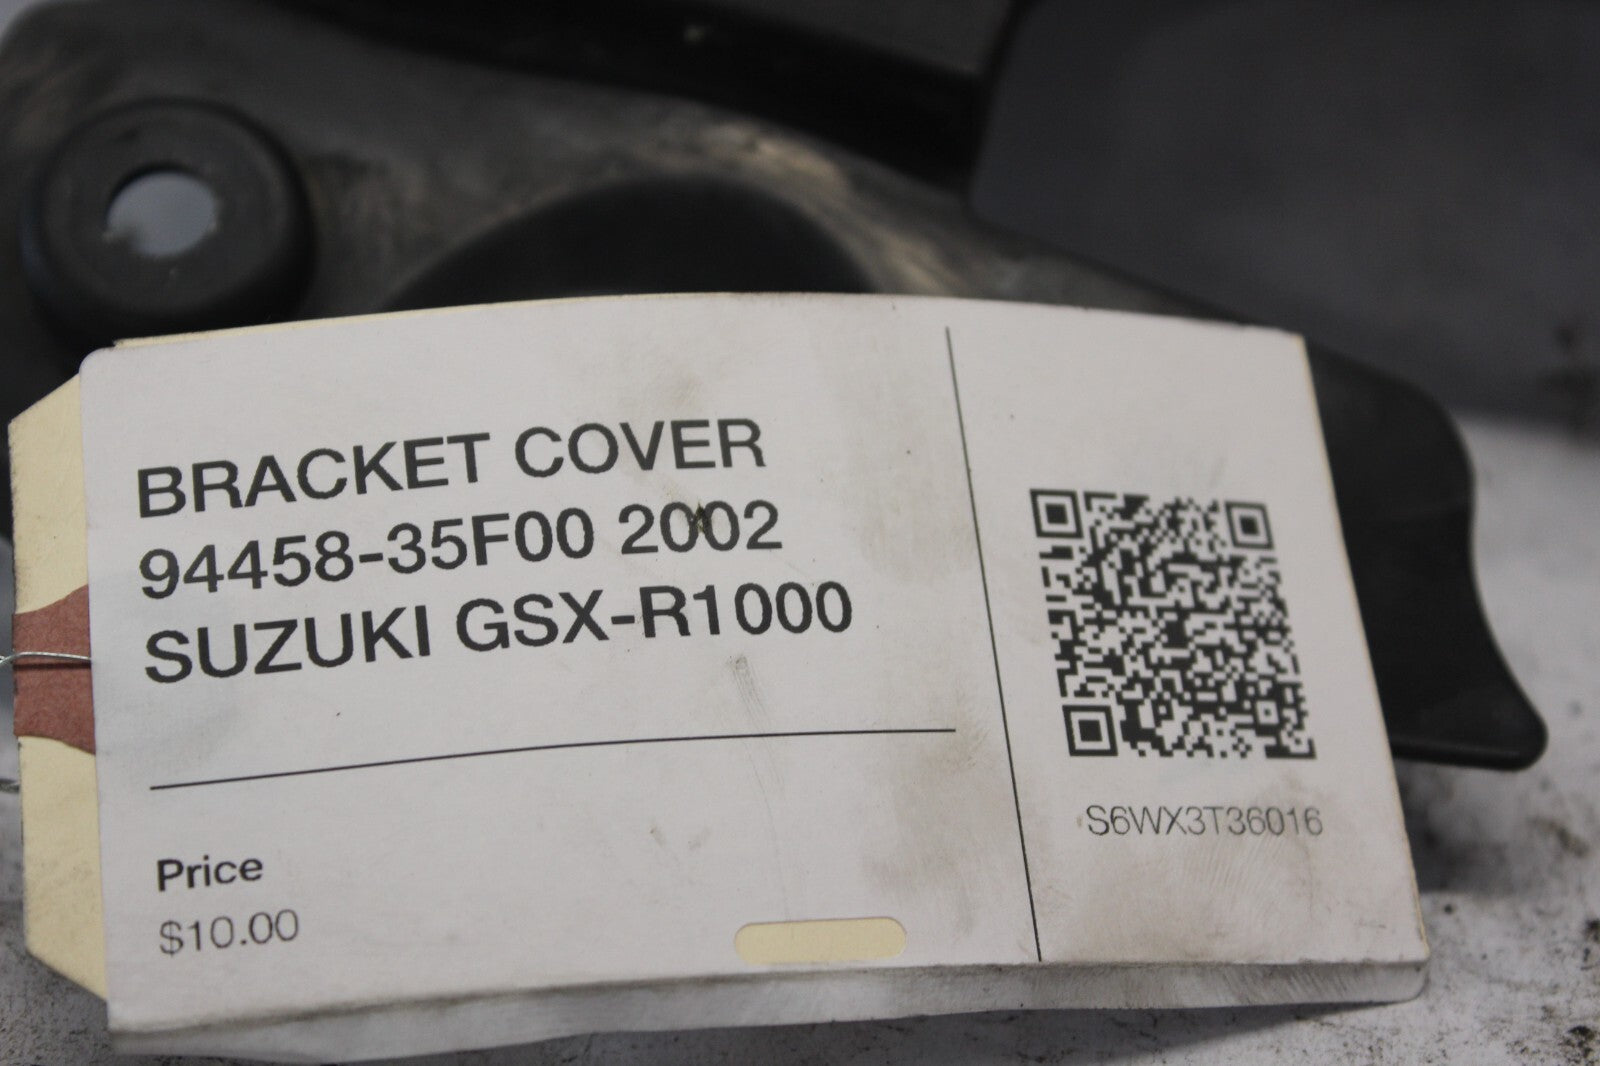 BRACKET COVER
94458-35F00 2002
SUZUKI GSX-R1000
Price
$10.00
S6WX3T36016